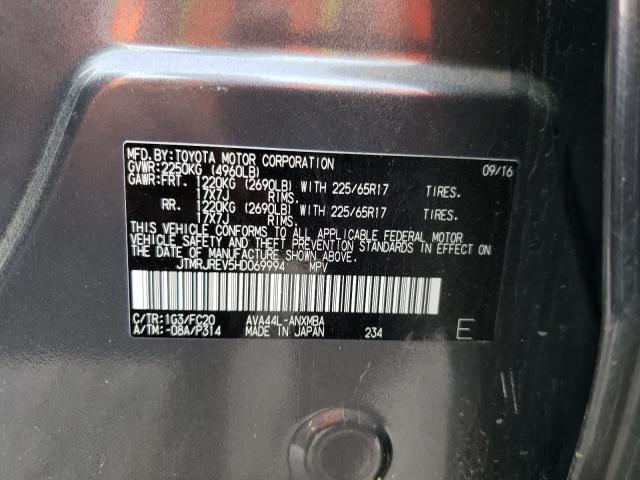 MFD.BY:TOYOTA MOTOR CORPORATION 09/16
GVWR:2250KG (4960LB)
GAWR:FRT. 1220KG (2690LB) WITH 225/65R17 TIRES.
17X7J RIMS.
RR. 1220KG (2690LB) WITH 225/65R17 TIRES.
17X7J RIMS.
THIS VEHICLE CONFORMS TO ALL APPLICABLE FEDERAL MOTOR
VEHICLE SAFETY AND THEFT PREVENTION STANDARDS IN EFFECT ON
THE DATE OF MANUFACTURE SHOWN ABOVE.
JTMRJREV5HD069994 MPV
C/TR:1G3/FC20 AVA44L-ANXMBA
A/TM:-08A/P314 MADE IN JAPAN 234 E